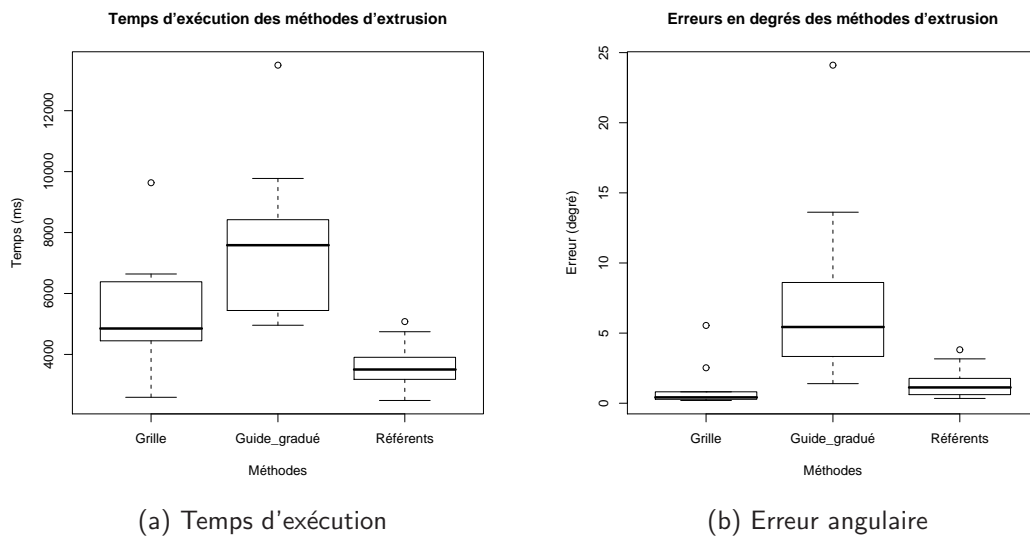 Temps d'exécution des méthodes d'extrusion
Temps (ms)
12000
10000
8000
6000
4000
Grille Guide_gradué Référents
Méthodes
(a) Temps d'exécution
Erreurs en degrés des méthodes d'extrusion
Erreur (degré)
25
20
15
10
5
0
Grille Guide_gradué Référents
Méthodes
(b) Erreur angulaire